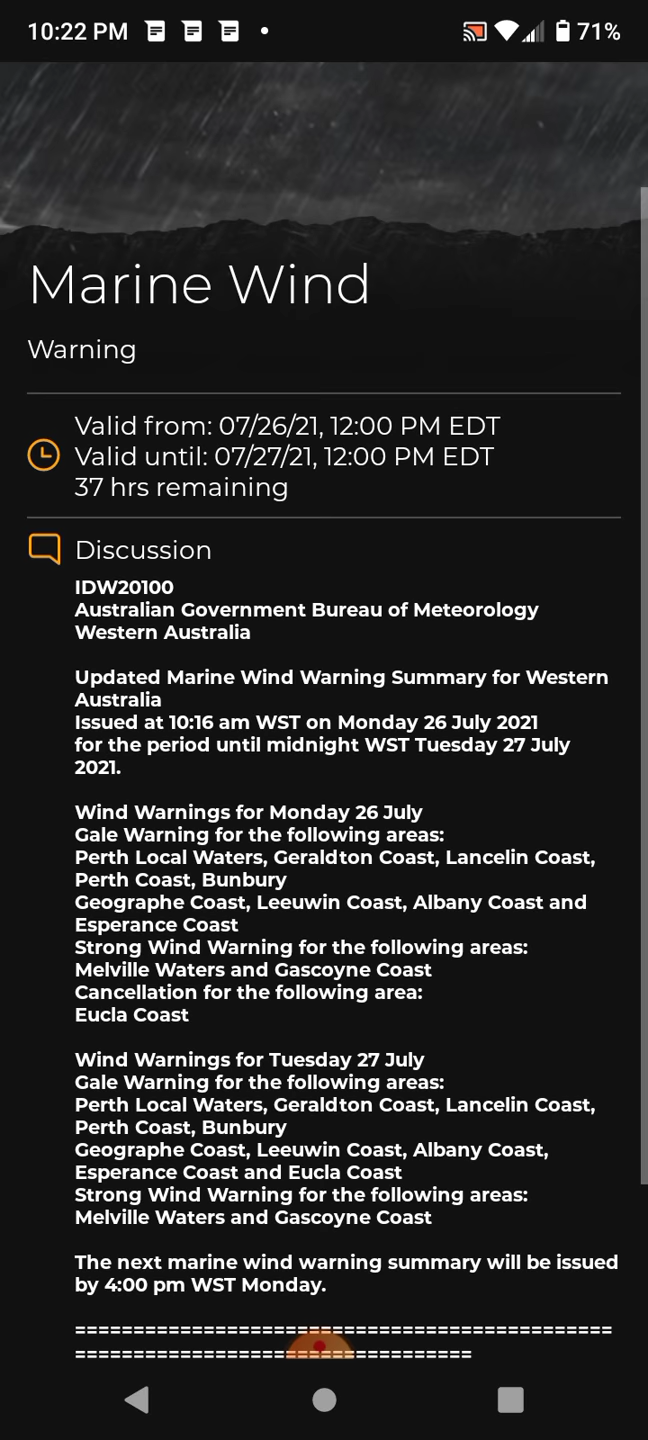 10:22 PM
71%
Marine Wind
Warning
Valid from: 07/26/21, 12:00 PM EDT
Valid until: 07/27/21, 12:00 PM EDT
37 hrs remaining
Discussion
IDW20100
Australian Government Bureau of Meteorology
Western Australia
Updated Marine Wind Warning Summary for Western
Australia
Issued at 10:16 am WST on Monday 26 July 2021
for the period until midnight WST Tuesday 27 July
2021.
Wind Warnings for Monday 26 July
Gale Warning for the following areas:
Perth Local Waters, Geraldton Coast, Lancelin Coast,
Perth Coast, Bunbury
Geographe Coast, Leeuwin Coast, Albany Coast and
Esperance Coast
Strong Wind Warning for the following areas:
Melville Waters and Gascoyne Coast
Cancellation for the following area:
Eucla Coast
Wind Warnings for Tuesday 27 July
Gale Warning for the following areas:
Perth Local Waters, Geraldton Coast, Lancelin Coast,
Perth Coast, Bunbury
Geographe Coast, Leeuwin Coast, Albany Coast,
Esperance Coast and Eucla Coast
Strong Wind Warning for the following areas:
Melville Waters and Gascoyne Coast
The next marine wind warning summary will be issued
by 4:00 pm WST Monday.
==============================================
==================================